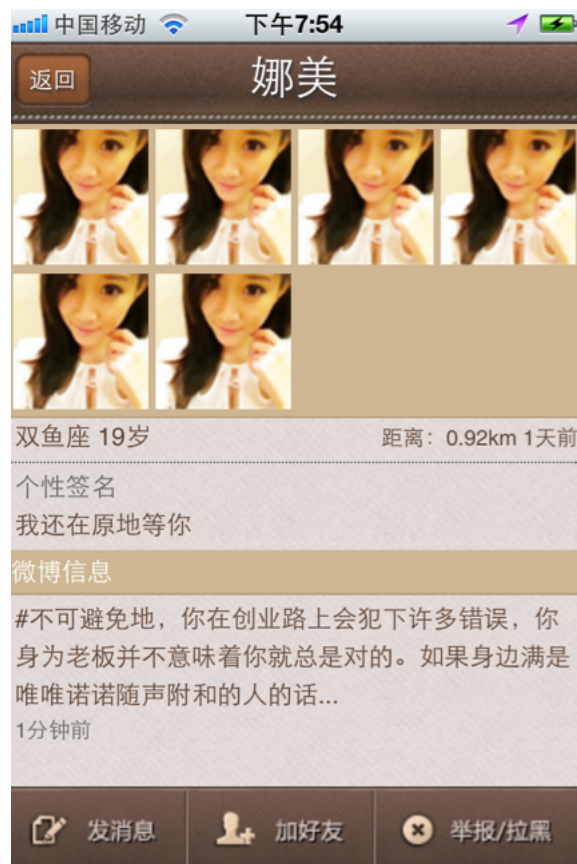 中国移动 下午7:54
返回 娜美
双鱼座 19岁 距离：0.92km 1天前
个性签名
我还在原地等你
微博信息
#不可避免地，你在创业路上会犯下许多错误，你
身为老板并不意味着你就总是对的。如果身边满是
唯唯诺诺随声附和的人的话...
1分钟前
发消息 加好友 举报/拉黑